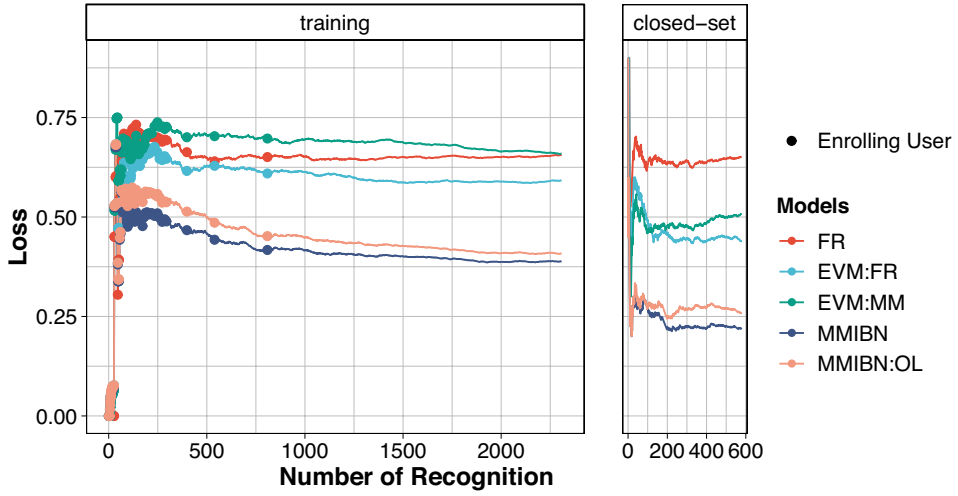 training
closed−set
Loss
0.75
0.50
0.25
0.00
0
500
1000
1500
2000
0
200
400
600
Number of Recognition
Enrolling User
Models
FR
EVM:FR
EVM:MM
MMIBN
MMIBN:OL